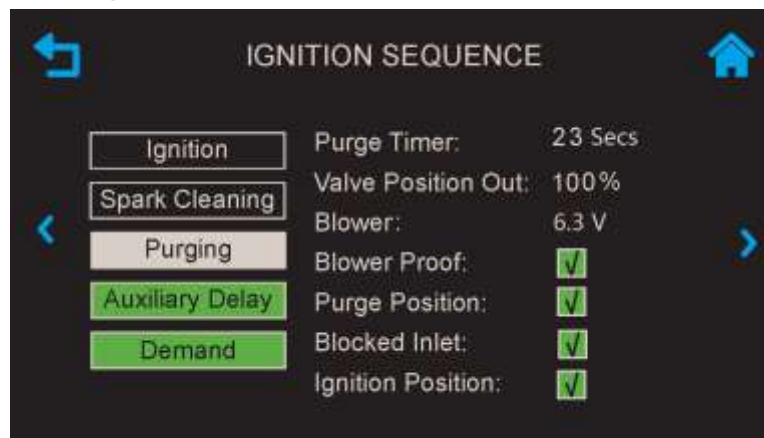 IGNITION SEQUENCE
Ignition
Spark Cleaning
Purging
Auxiliary Delay
Demand
Purge Timer: 23 Secs
Valve Position Out: 100%
Blower: 6.3 V
Blower Proof: √
Purge Position: √
Blocked Inlet: √
Ignition Position: √